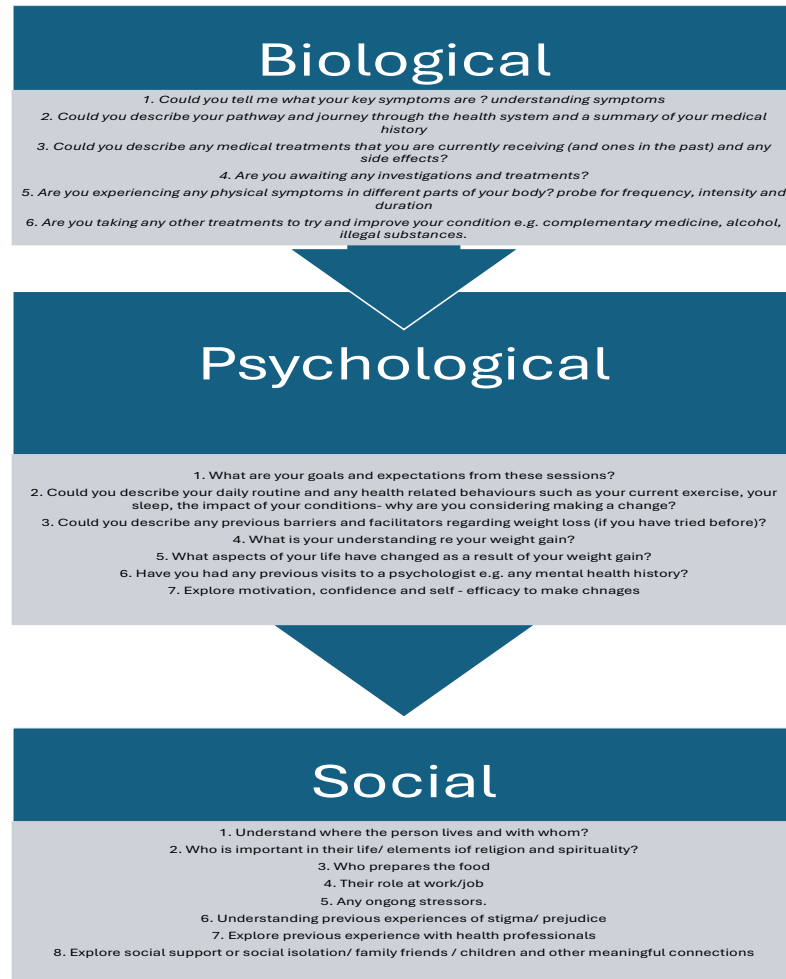 Biological
1. Could you tell me what your key symptoms are ? understanding symptoms
2. Could you describe your pathway and journey through the health system and a summary of your medical
history
3. Could you describe any medical treatments that you are currently receiving (and ones in the past) and any
side effects?
4. Are you awaiting any investigations and treatments?
5. Are you experiencing any physical symptoms in different parts of your body? probe for frequency, intensity and
duration
6. Are you taking any other treatments to try and improve your condition e.g. complementary medicine, alcohol,
illegal substances.
Psychological
1. What are your goals and expectations from these sessions?
2. Could you describe your daily routine and any health related behaviours such as your current exercise, your
sleep, the impact of your conditions- why are you considering making a change?
3. Could you describe any previous barriers and facilitators regarding weight loss (if you have tried before)?
4. What is your understanding re your weight gain?
5. What aspects of your life have changed as a result of your weight gain?
6. Have you had any previous visits to a psychologist e.g. any mental health history?
7. Explore motivation, confidence and self - efficacy to make chnages
Social
1. Understand where the person lives and with whom?
2. Who is important in their life/ elements iof religion and spirituality?
3. Who prepares the food
4. Their role at work/job
5. Any ongong stressors.
6. Understanding previous experiences of stigma/ prejudice
7. Explore previous experience with health professionals
8. Explore social support or social isolation/ family friends / children and other meaningful connections